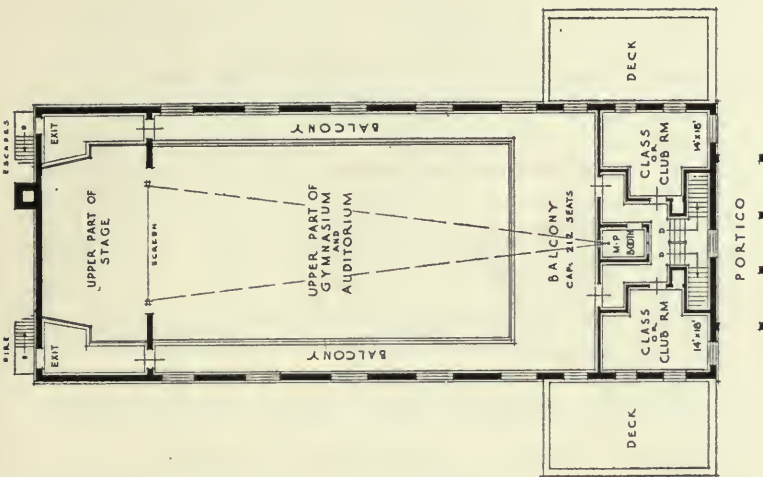 FIRE
ESCAPES
EXIT
EXIT
UPPER PART OF
STAGE
SCREEN
BALCONY
BALCONY
UPPER PART OF
GYMNASIUM
AND
AUDITORIUM
BALCONY
CAP. 212 SEATS
M-P
BOOTH
D
D
CLASS
OR
CLUB RM
14'x18'
CLASS
OR
CLUB RM
14'x18'
DECK
DECK
PORTICO